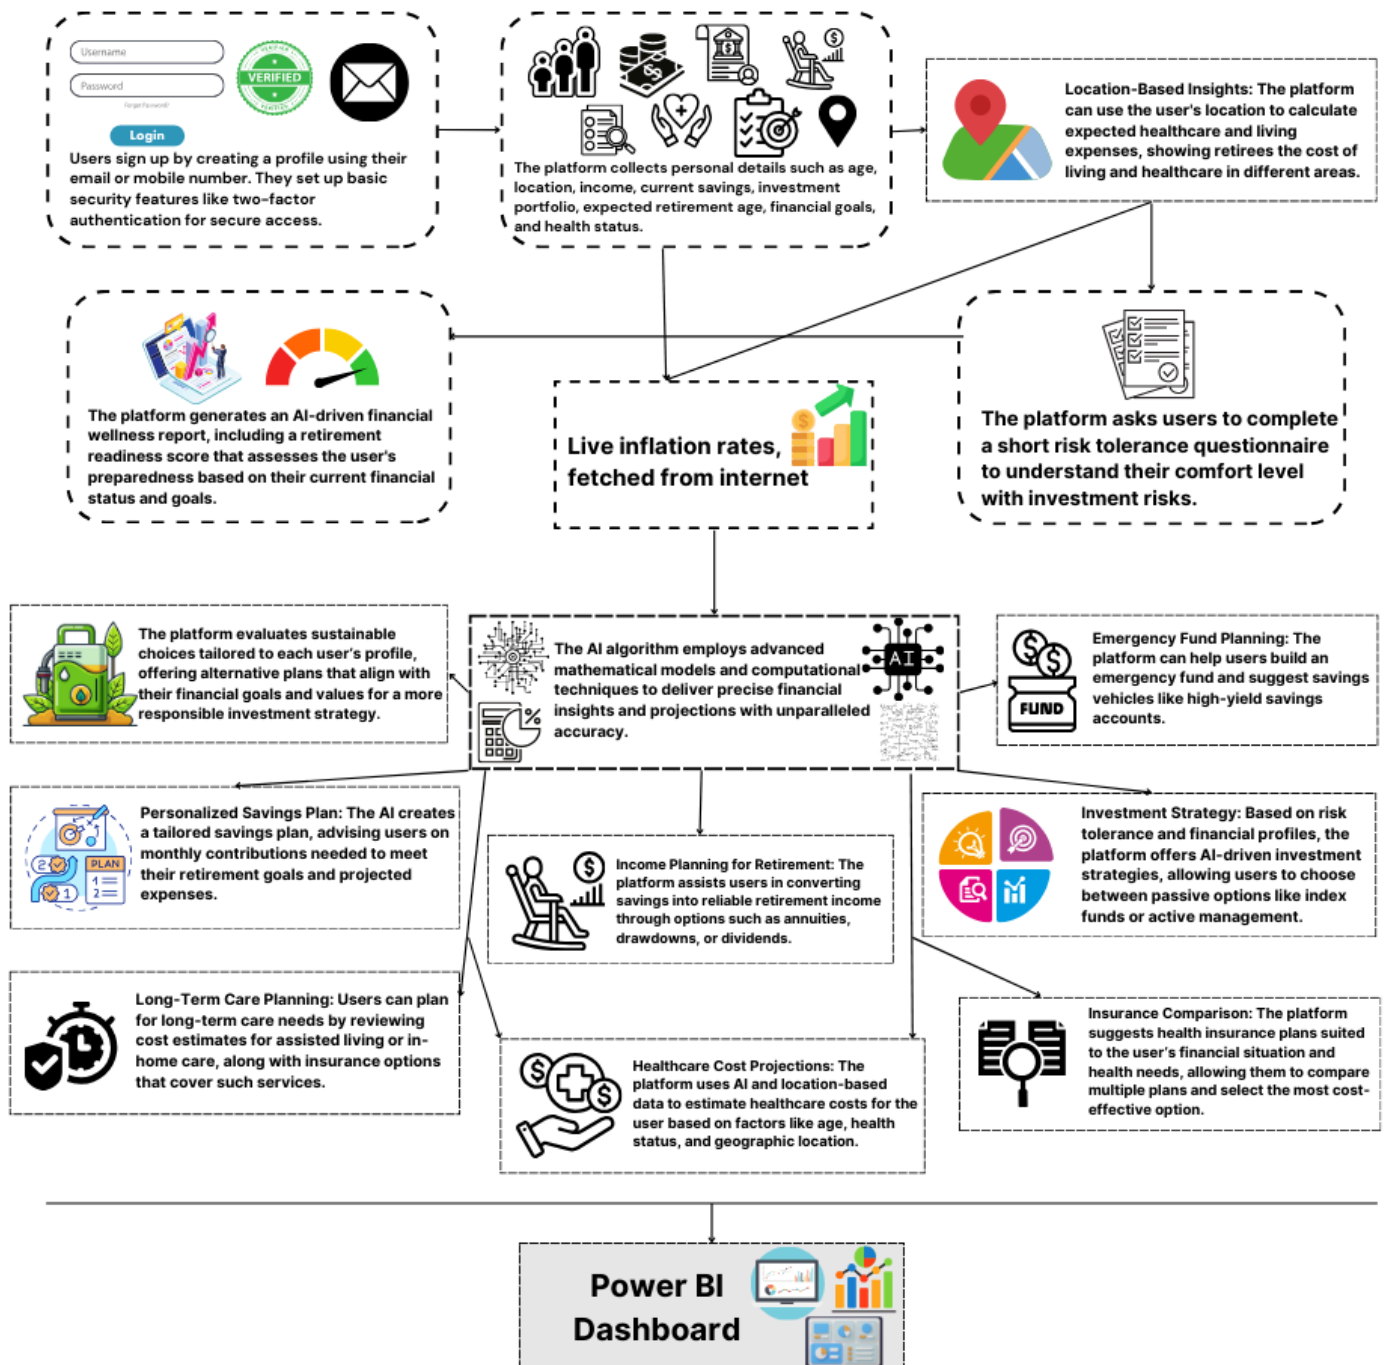 Username
Password
Forgot Password?
Login
VERIFIED
Users sign up by creating a profile using their
email or mobile number. They set up basic
security features like two-factor
authentication for secure access.
The platform collects personal details such as age,
location, income, current savings, investment
portfolio, expected retirement age, financial goals,
and health status.
Location-Based Insights: The platform
can use the user's location to calculate
expected healthcare and living
expenses, showing retirees the cost of
living and healthcare in different areas.
The platform generates an AI-driven financial
wellness report, including a retirement
readiness score that assesses the user's
preparedness based on their current financial
status and goals.
Live inflation rates,
fetched from internet
The platform asks users to complete
a short risk tolerance questionnaire
to understand their comfort level
with investment risks.
The platform evaluates sustainable
choices tailored to each user's profile,
offering alternative plans that align with
their financial goals and values for a more
responsible investment strategy.
The AI algorithm employs advanced
mathematical models and computational
techniques to deliver precise financial
insights and projections with unparalleled
accuracy.
AI
%
FUND
Emergency Fund Planning: The
platform can help users build an
emergency fund and suggest savings
vehicles like high-yield savings
accounts.
PLAN
1
2
2
1
Personalized Savings Plan: The AI creates
a tailored savings plan, advising users on
monthly contributions needed to meet
their retirement goals and projected
expenses.
Income Planning for Retirement: The
platform assists users in converting
savings into reliable retirement income
through options such as annuities,
drawdowns, or dividends.
Investment Strategy: Based on risk
tolerance and financial profiles, the
platform offers AI-driven investment
strategies, allowing users to choose
between passive options like index
funds or active management.
Long-Term Care Planning: Users can plan
for long-term care needs by reviewing
cost estimates for assisted living or in-
home care, along with insurance options
that cover such services.
Healthcare Cost Projections: The
platform uses AI and location-based
data to estimate healthcare costs for the
user based on factors like age, health
status, and geographic location.
Insurance Comparison: The platform
suggests health insurance plans suited
to the user's financial situation and
health needs, allowing them to compare
multiple plans and select the most cost-
effective option.
Power BI
Dashboard